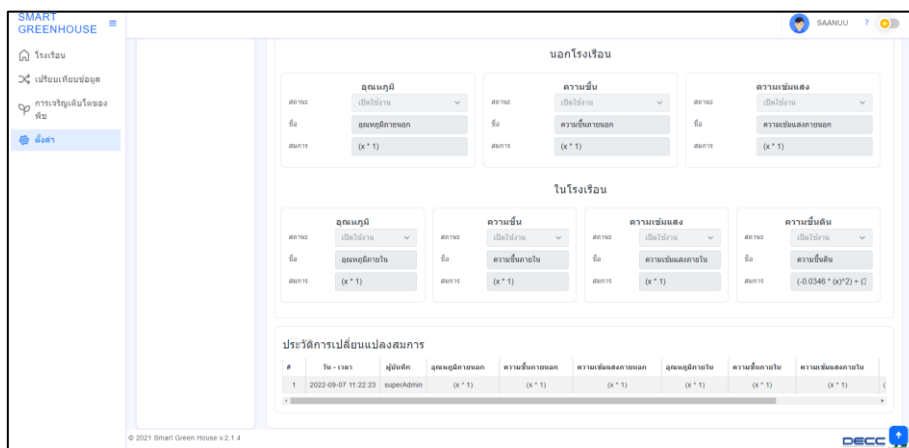 SMART
GREENHOUSE
SAANUU ?
โรงเรือน
เปรียบเทียบข้อมูล
การเจริญเติบโตของ
พืช
ตั้งค่า
นอกโรงเรือน
อุณหภูมิ ความชื้น ความเข้มแสง
สถานะ เปิดใช้งาน สถานะ เปิดใช้งาน สถานะ เปิดใช้งาน
ชื่อ อุณหภูมิภายนอก ชื่อ ความชื้นภายนอก ชื่อ ความเข้มแสงภายนอก
สมการ (x * 1) สมการ (x * 1) สมการ (x * 1)
ในโรงเรือน
อุณหภูมิ ความชื้น ความเข้มแสง ความชื้นดิน
สถานะ เปิดใช้งาน สถานะ เปิดใช้งาน สถานะ เปิดใช้งาน สถานะ เปิดใช้งาน
ชื่อ อุณหภูมิภายใน ชื่อ ความชื้นภายใน ชื่อ ความเข้มแสงภายใน ชื่อ ความชื้นดิน
สมการ (x * 1) สมการ (x * 1) สมการ (x * 1) สมการ (-0.0346 * (x)^2) + (
ประวัติการเปลี่ยนแปลงสมการ
# วัน - เวลา ผู้บันทึก อุณหภูมิภายนอก ความชื้นภายนอก ความเข้มแสงภายนอก อุณหภูมิภายใน ความชื้นภายใน ความเข้มแสงภายใน
1 2022-09-07 11:22:23 superAdmin (x * 1) (x * 1) (x * 1) (x * 1) (x * 1) (x * 1)
© 2021 Smart Green House v.2.1.4
DECC